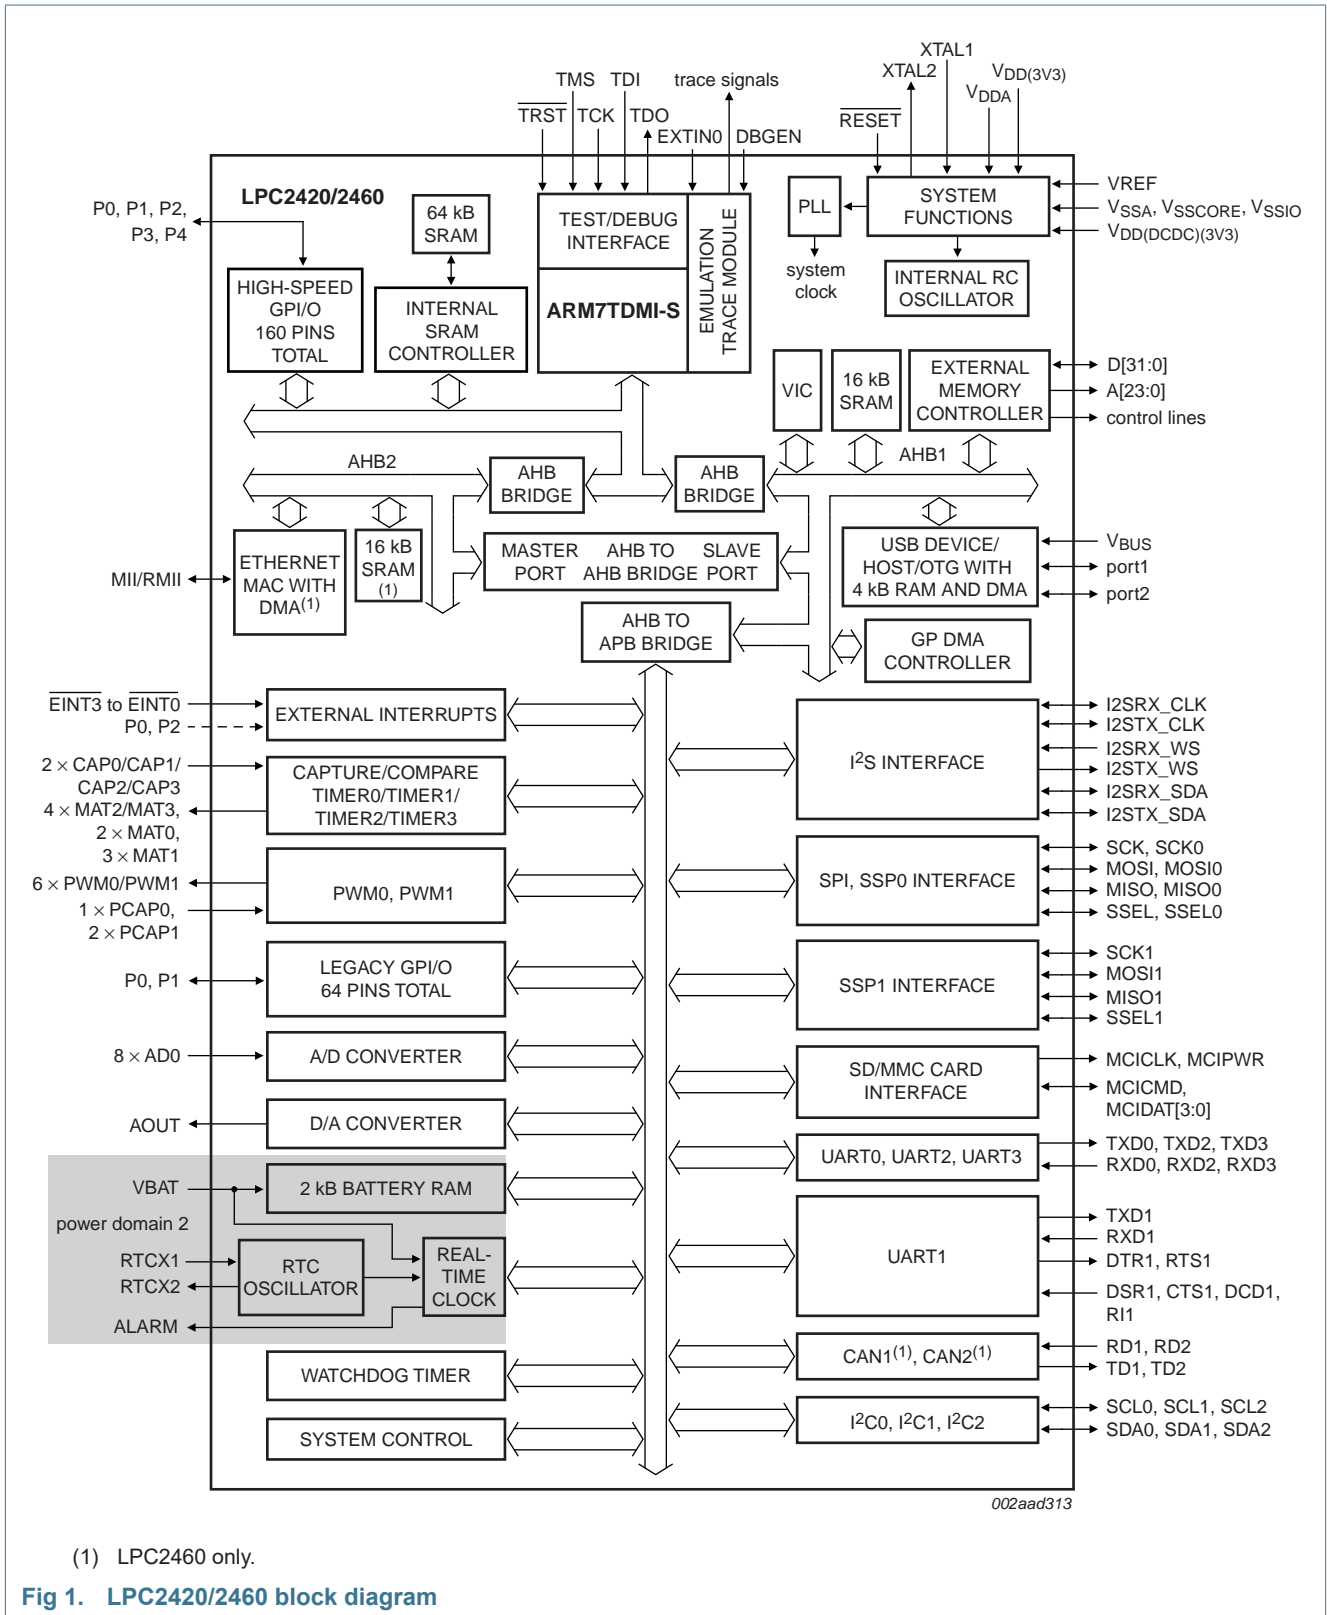 XTAL1
XTAL2
VDD(3V3)
VDDA
TMS
TDI
trace signals
TRST
TCK
TDO
EXTIN0
DBGEN
RESET
LPC2420/2460
P0, P1, P2,
P3, P4
64 kB
SRAM
TEST/DEBUG
INTERFACE
EMULATION
TRACE MODULE
PLL
SYSTEM
FUNCTIONS
VREF
VSSA, VSSCORE, VSSIO
VDD(DCDC)(3V3)
system
clock
INTERNAL RC
OSCILLATOR
HIGH-SPEED
GPI/O
160 PINS
TOTAL
INTERNAL
SRAM
CONTROLLER
ARM7TDMI-S
VIC
16 kB
SRAM
EXTERNAL
MEMORY
CONTROLLER
D[31:0]
A[23:0]
control lines
AHB2
AHB
BRIDGE
AHB
BRIDGE
AHB1
MII/RMII
ETHERNET
MAC WITH
DMA(1)
16 kB
SRAM
(1)
MASTER
PORT
AHB TO
AHB BRIDGE
SLAVE
PORT
USB DEVICE/
HOST/OTG WITH
4 kB RAM AND DMA
VBUS
port1
port2
AHB TO
APB BRIDGE
GP DMA
CONTROLLER
EINT3 to EINT0
P0, P2
EXTERNAL INTERRUPTS
2 × CAP0/CAP1/
CAP2/CAP3
4 × MAT2/MAT3,
2 × MAT0,
3 × MAT1
CAPTURE/COMPARE
TIMER0/TIMER1/
TIMER2/TIMER3
6 × PWM0/PWM1
1 × PCAP0,
2 × PCAP1
PWM0, PWM1
P0, P1
LEGACY GPI/O
64 PINS TOTAL
8 × AD0
A/D CONVERTER
AOUT
D/A CONVERTER
VBAT
2 kB BATTERY RAM
power domain 2
RTCX1
RTCX2
RTC
OSCILLATOR
REAL-
TIME
CLOCK
ALARM
WATCHDOG TIMER
SYSTEM CONTROL
I2S INTERFACE
I2SRX_CLK
I2STX_CLK
I2SRX_WS
I2STX_WS
I2SRX_SDA
I2STX_SDA
SPI, SSP0 INTERFACE
SCK, SCK0
MOSI, MOSI0
MISO, MISO0
SSEL, SSEL0
SSP1 INTERFACE
SCK1
MOSI1
MISO1
SSEL1
SD/MMC CARD
INTERFACE
MCICLK, MCIPWR
MCICMD,
MCIDAT[3:0]
UART0, UART2, UART3
TXD0, TXD2, TXD3
RXD0, RXD2, RXD3
UART1
TXD1
RXD1
DTR1, RTS1
DSR1, CTS1, DCD1,
RI1
CAN1(1), CAN2(1)
RD1, RD2
TD1, TD2
I2C0, I2C1, I2C2
SCL0, SCL1, SCL2
SDA0, SDA1, SDA2
002aad313
(1) LPC2460 only.
Fig 1. LPC2420/2460 block diagram